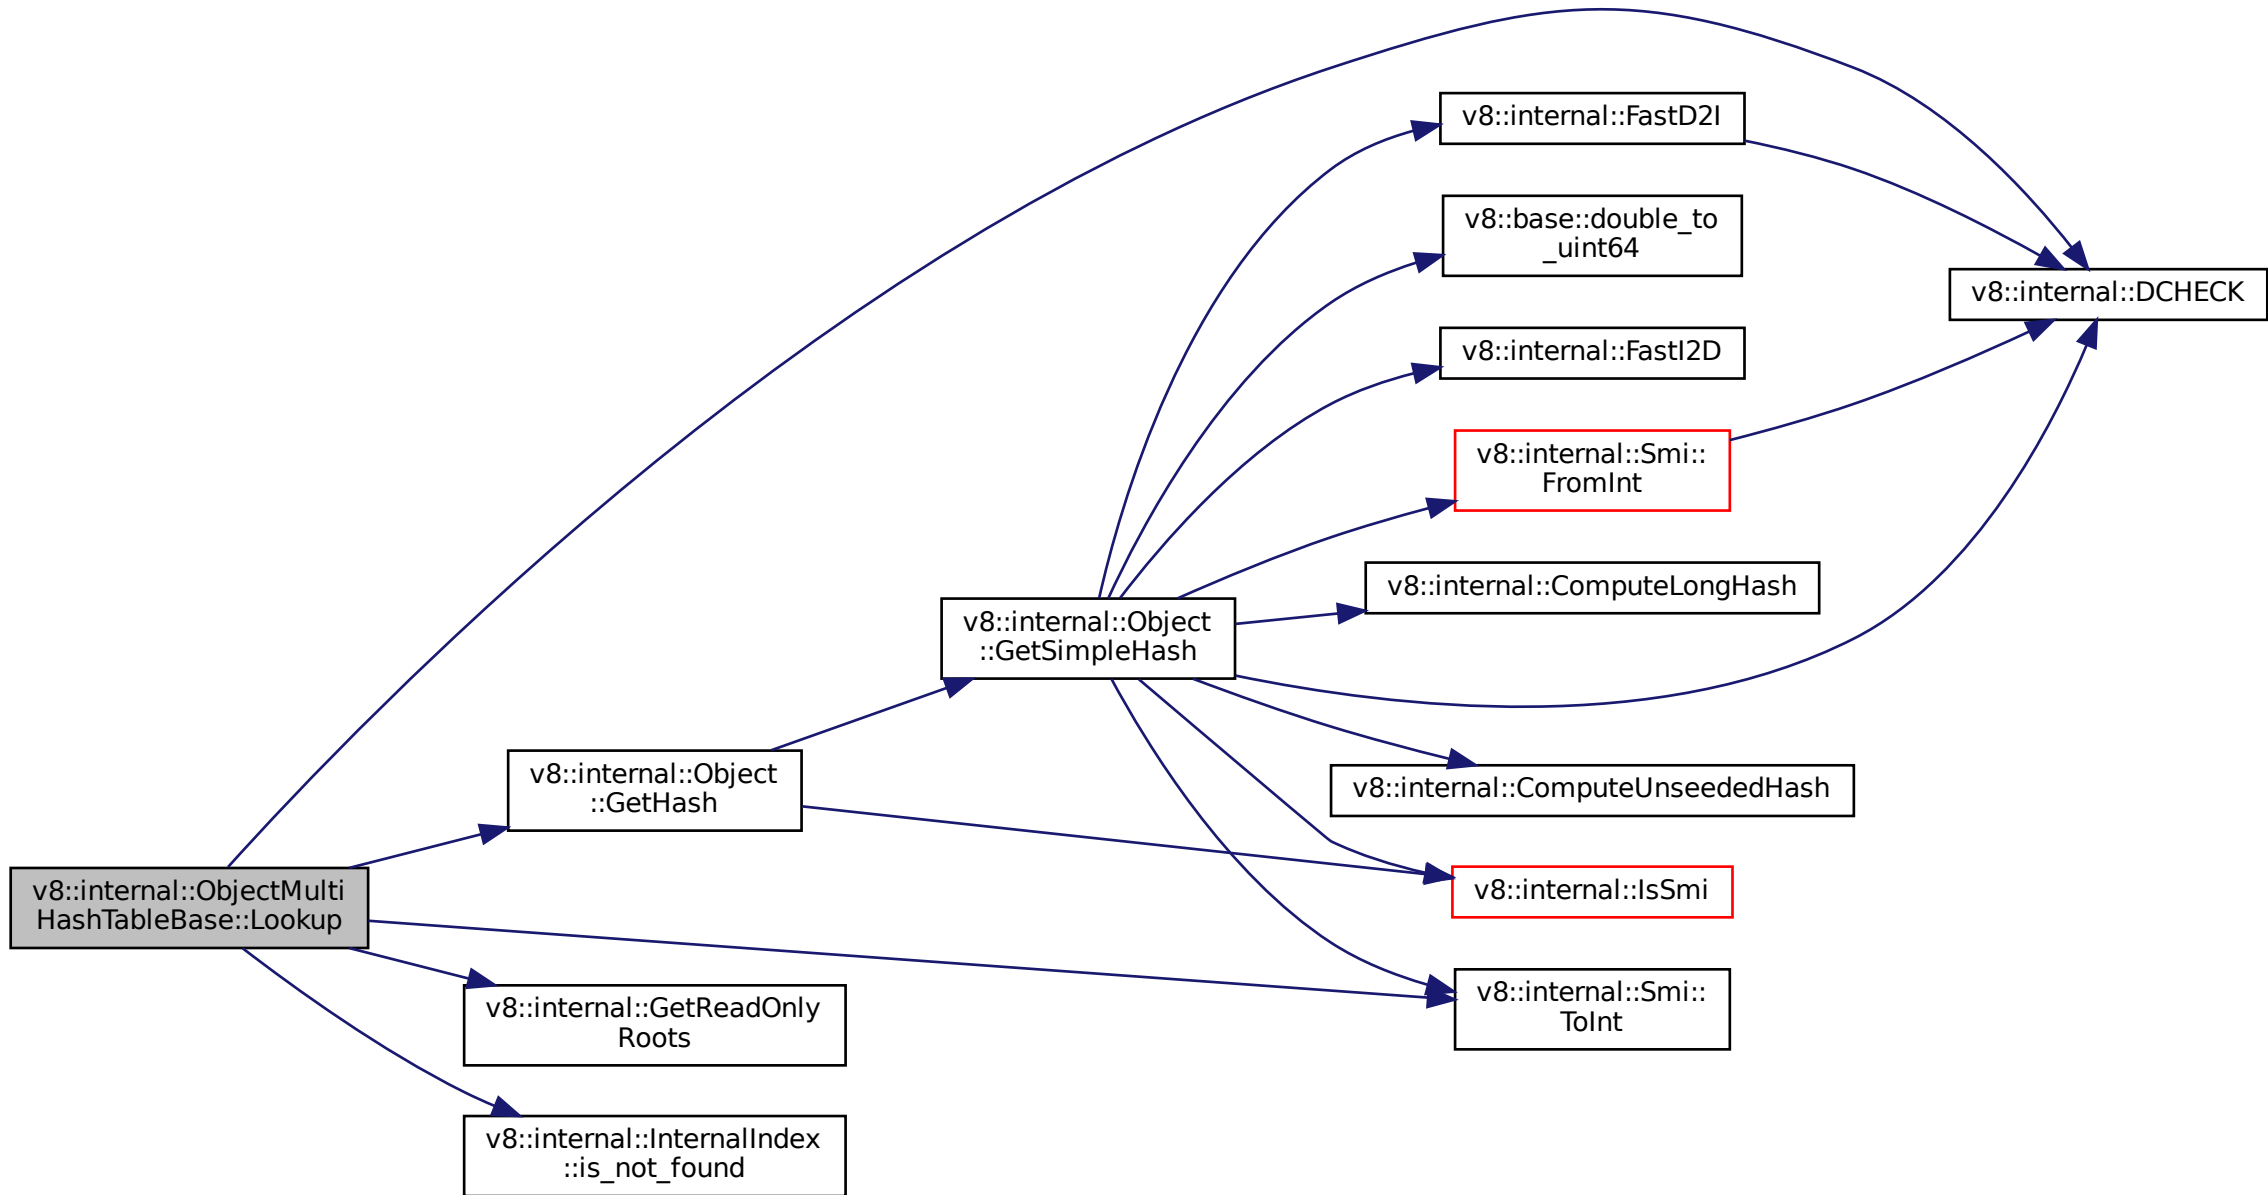 v8::internal::FastD2I
v8::base::double_to
_uint64
v8::internal::DCHECK
v8::internal::FastI2D
v8::internal::Smi::
FromInt
v8::internal::ComputeLongHash
v8::internal::Object
::GetSimpleHash
v8::internal::Object
::GetHash
v8::internal::ComputeUnseededHash
v8::internal::ObjectMulti
HashTableBase::Lookup
v8::internal::IsSmi
v8::internal::GetReadOnly
Roots
v8::internal::Smi::
ToInt
v8::internal::InternalIndex
::is_not_found